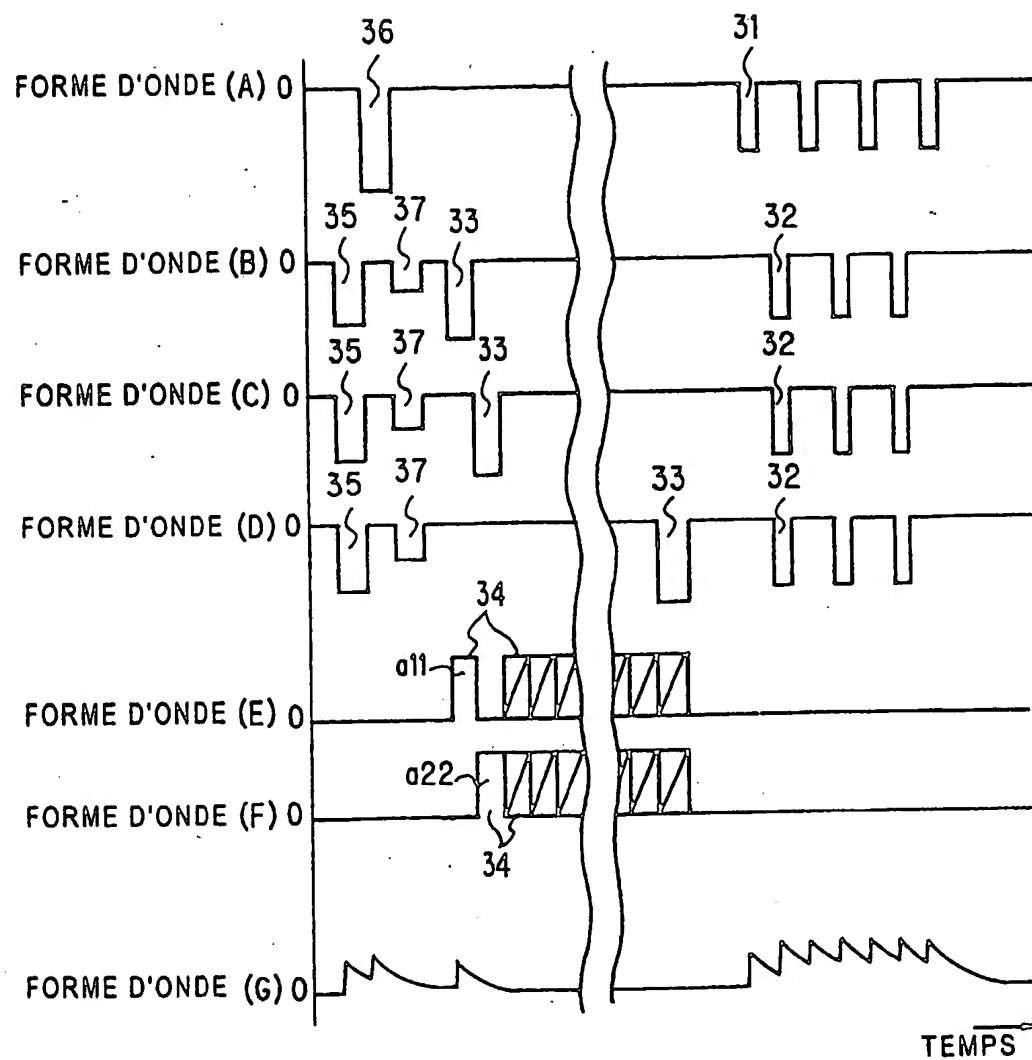 36
31
FORME D'ONDE (A) 0
35
37
33
32
FORME D'ONDE (B) 0
35
37
33
32
FORME D'ONDE (C) 0
35
37
33
32
FORME D'ONDE (D) 0
34
a11
FORME D'ONDE (E) 0
a22
FORME D'ONDE (F) 0
34
FORME D'ONDE (G) 0
TEMPS